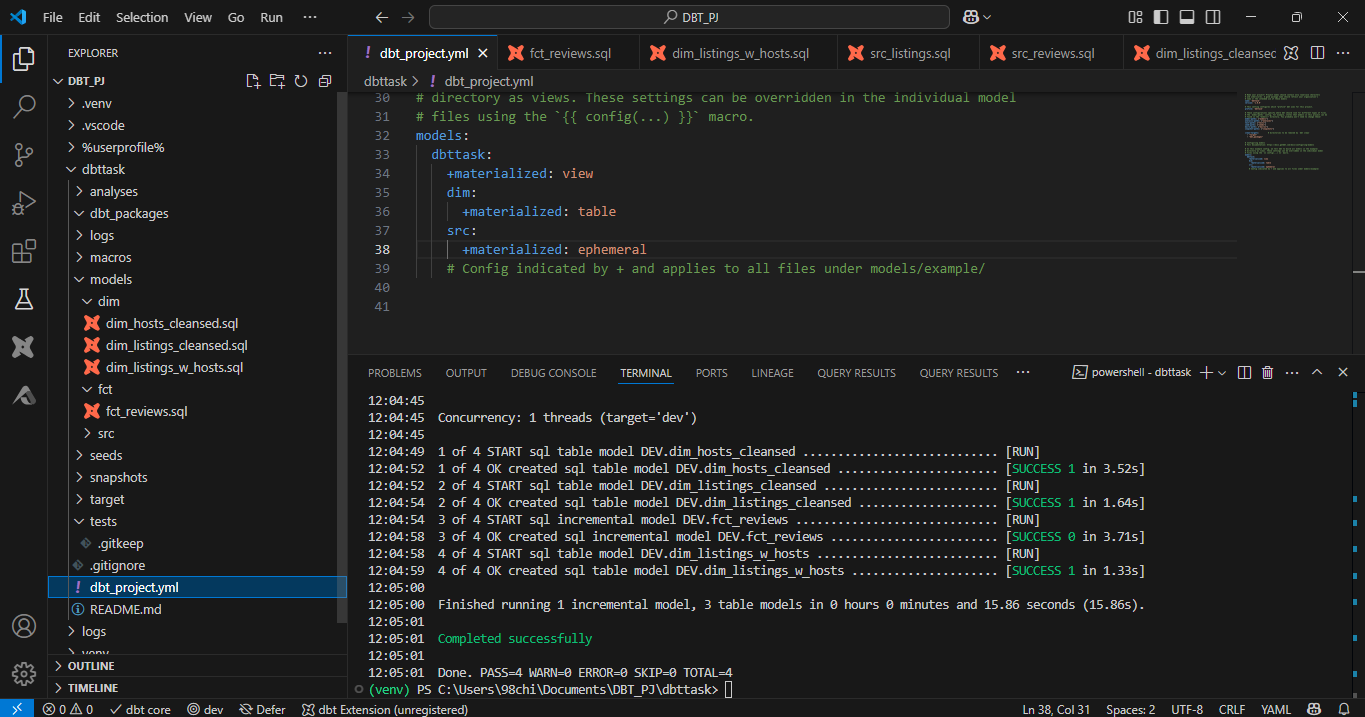 File Edit Selection View Go Run ···
DBT_PJ
EXPLORER
DBT_PJ
.venv
.vscode
%userprofile%
dbttask
analyses
dbt_packages
logs
macros
models
dim
dim_hosts_cleansed.sql
dim_listings_cleansed.sql
dim_listings_w_hosts.sql
fct
fct_reviews.sql
src
seeds
snapshots
target
tests
.gitkeep
.gitignore
dbt_project.yml
README.md
logs
venv
OUTLINE
TIMELINE
dbt_project.yml fct_reviews.sql dim_listings_w_hosts.sql src_listings.sql src_reviews.sql dim_listings_cleansec
dbttask > ! dbt_project.yml
30 # directory as views. These settings can be overridden in the individual model
31 # files using the `{{ config(...) }}` macro.
32 models:
33 dbttask:
34 +materialized: view
35 dim:
36 +materialized: table
37 src:
38 +materialized: ephemeral
39 # Config indicated by + and applies to all files under models/example/
40
41
PROBLEMS OUTPUT DEBUG CONSOLE TERMINAL PORTS LINEAGE QUERY RESULTS QUERY RESULTS ··· powershell - dbttask
12:04:45
12:04:45 Concurrency: 1 threads (target='dev')
12:04:45
12:04:49 1 of 4 START sql table model DEV.dim_hosts_cleansed ............................ [RUN]
12:04:52 1 of 4 OK created sql table model DEV.dim_hosts_cleansed ....................... [SUCCESS 1 in 3.52s]
12:04:52 2 of 4 START sql table model DEV.dim_listings_cleansed ......................... [RUN]
12:04:54 2 of 4 OK created sql table model DEV.dim_listings_cleansed .................... [SUCCESS 1 in 1.64s]
12:04:54 3 of 4 START sql incremental model DEV.fct_reviews ............................. [RUN]
12:04:58 3 of 4 OK created sql incremental model DEV.fct_reviews ........................ [SUCCESS 0 in 3.71s]
12:04:58 4 of 4 START sql table model DEV.dim_listings_w_hosts .......................... [RUN]
12:04:59 4 of 4 OK created sql table model DEV.dim_listings_w_hosts ..................... [SUCCESS 1 in 1.33s]
12:05:00
12:05:00 Finished running 1 incremental model, 3 table models in 0 hours 0 minutes and 15.86 seconds (15.86s).
12:05:01
12:05:01 Completed successfully
12:05:01
12:05:01 Done. PASS=4 WARN=0 ERROR=0 SKIP=0 TOTAL=4
(venv) PS C:\Users\98chi\Documents\DBT_PJ\dbttask>
0 0 dbt core dev Defer dbt Extension (unregistered) Ln 38, Col 31 Spaces: 2 UTF-8 CRLF YAML